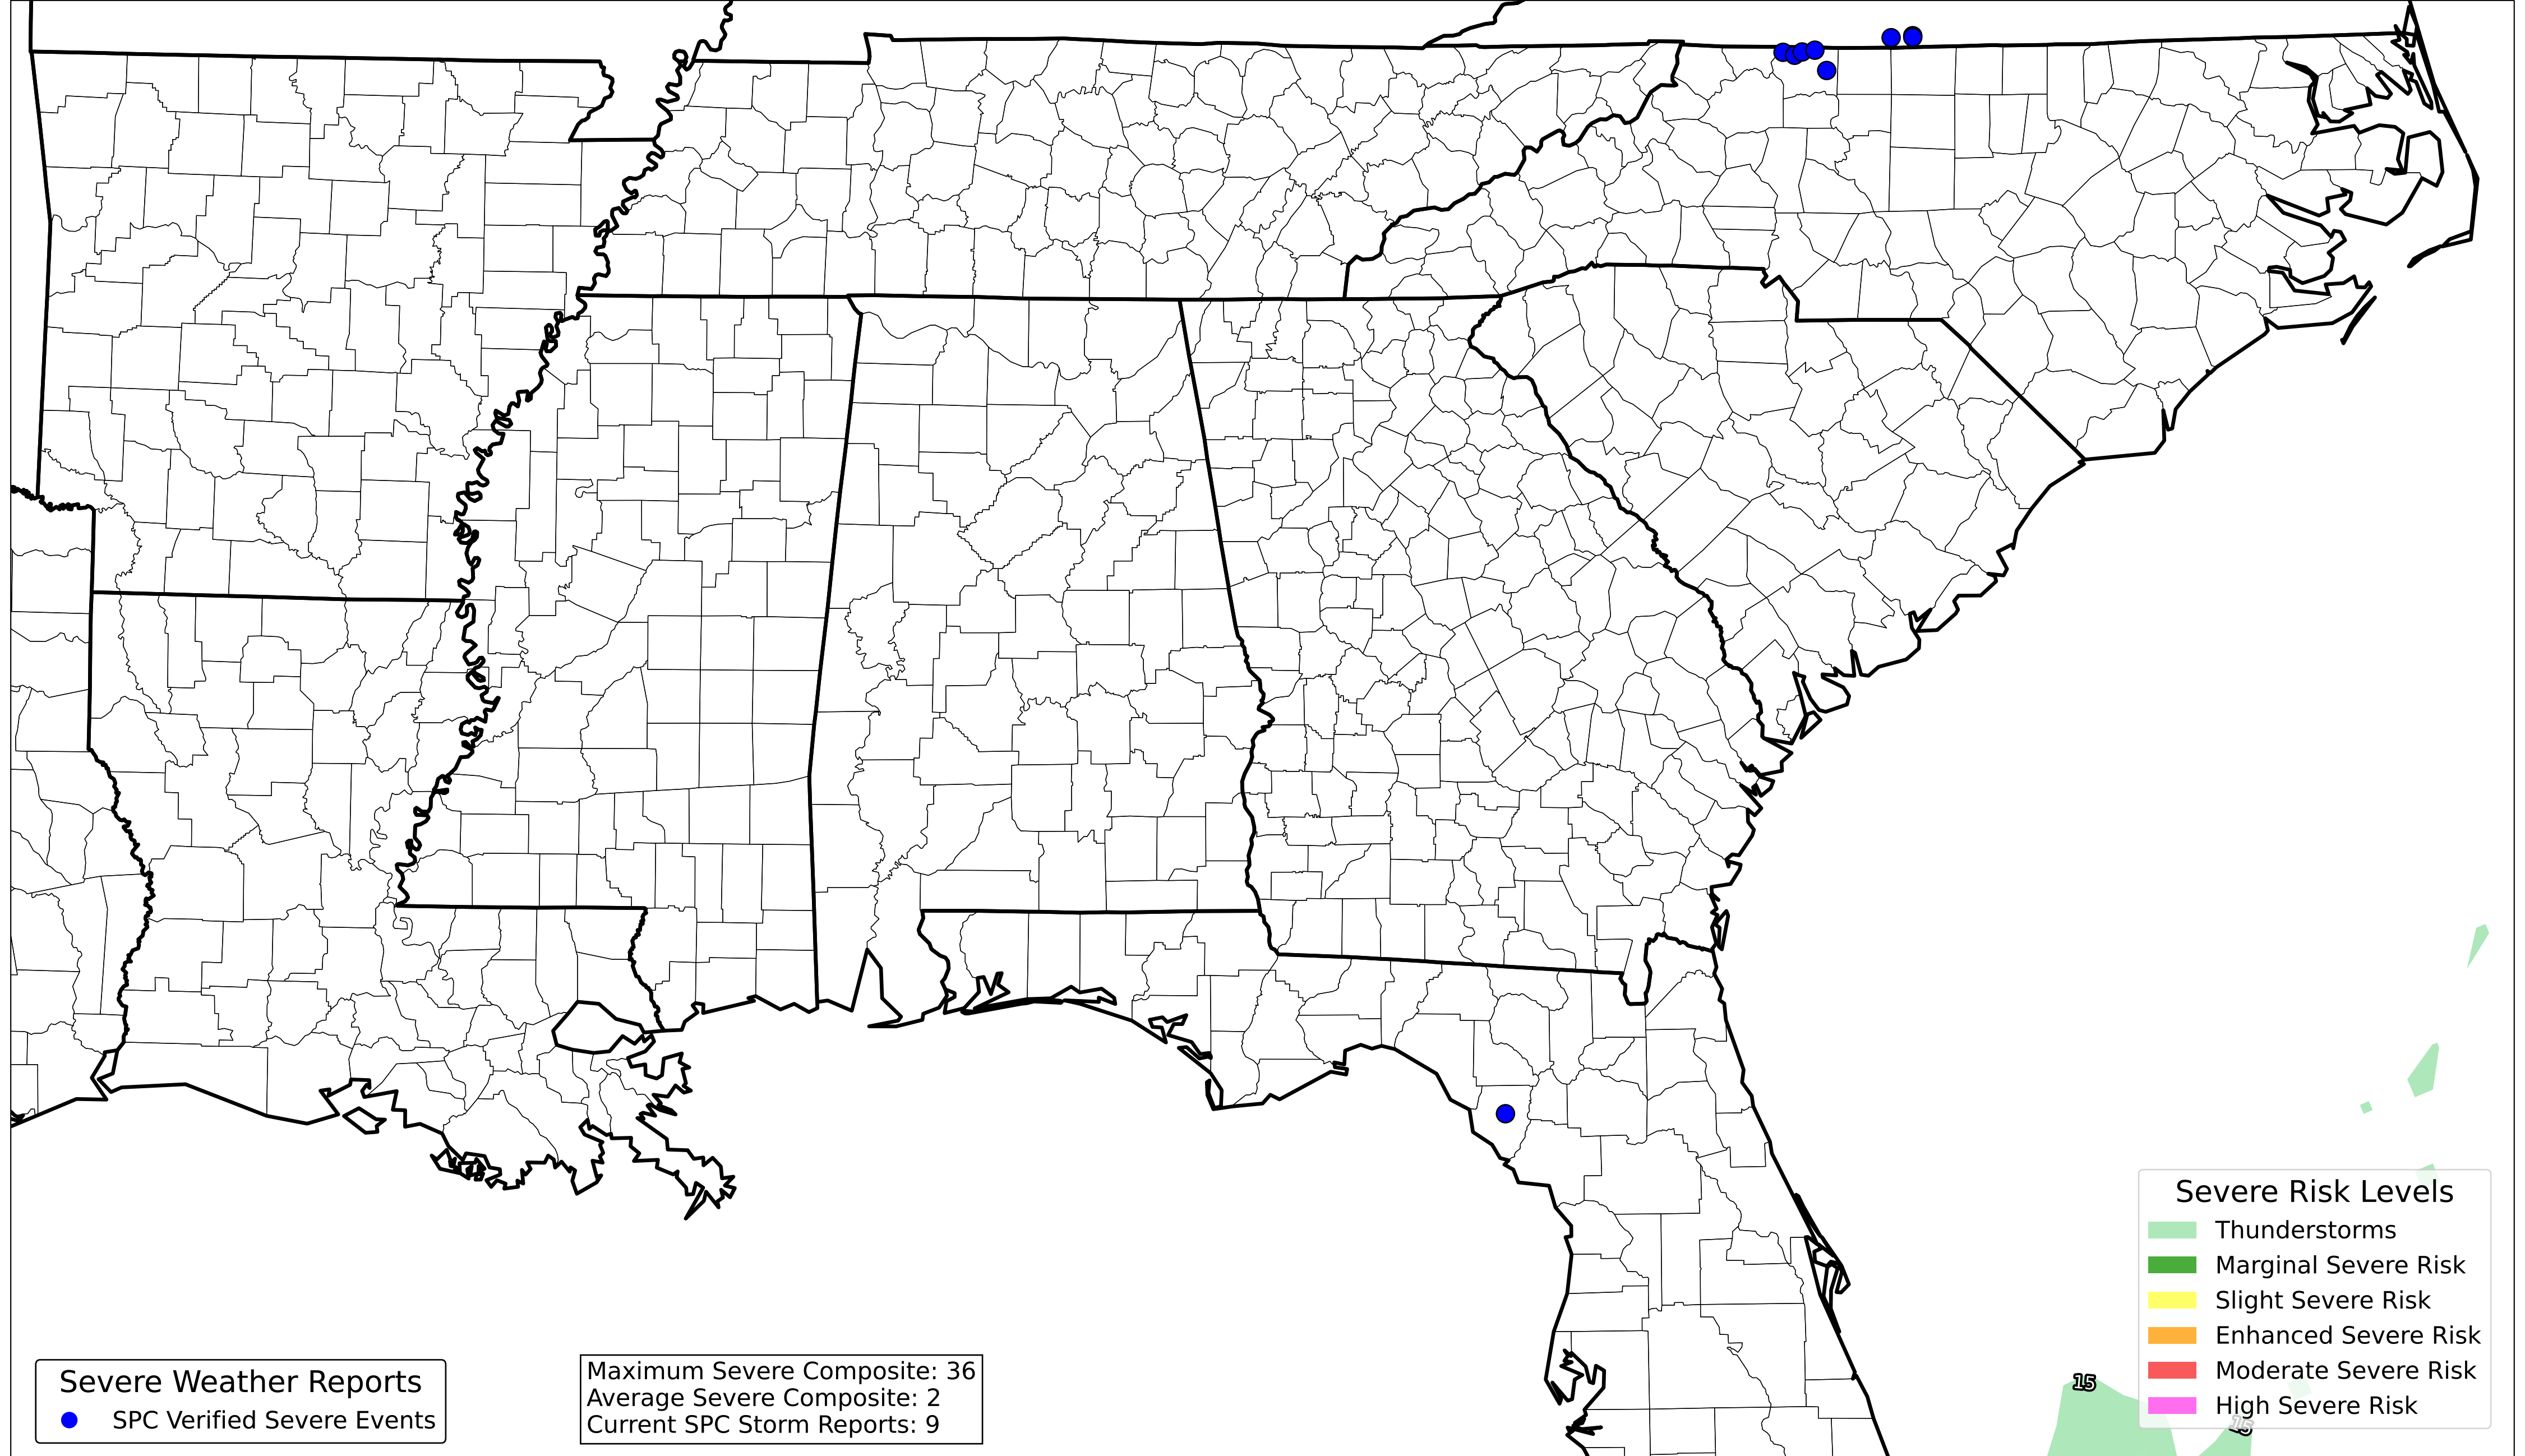 Severe Risk Levels
Thunderstorms
Marginal Severe Risk
Slight Severe Risk
Enhanced Severe Risk
Moderate Severe Risk
High Severe Risk
15
15
Severe Weather Reports
SPC Verified Severe Events
Maximum Severe Composite: 36
Average Severe Composite: 2
Current SPC Storm Reports: 9